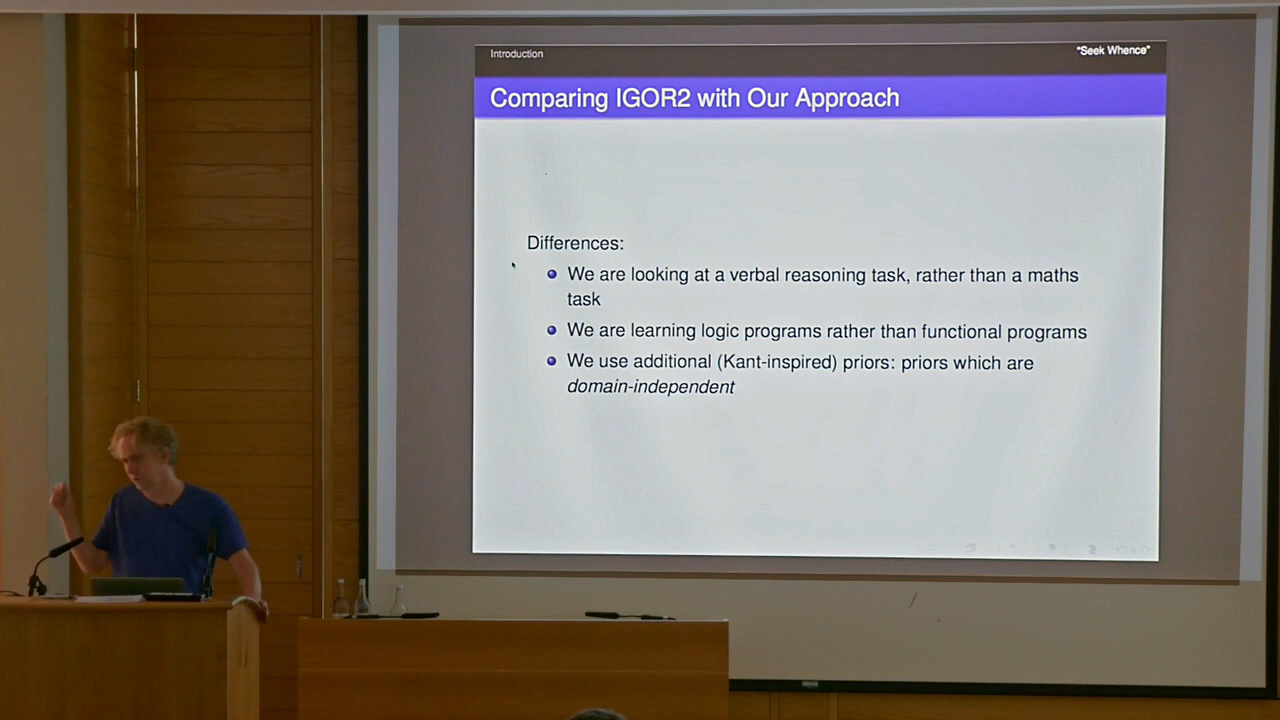 Introduction
"Seek Whence"
Comparing IGOR2 with Our Approach
Differences:
We are looking at a verbal reasoning task, rather than a maths
task
We are learning logic programs rather than functional programs
We use additional (Kant-inspired) priors: priors which are
domain-independent